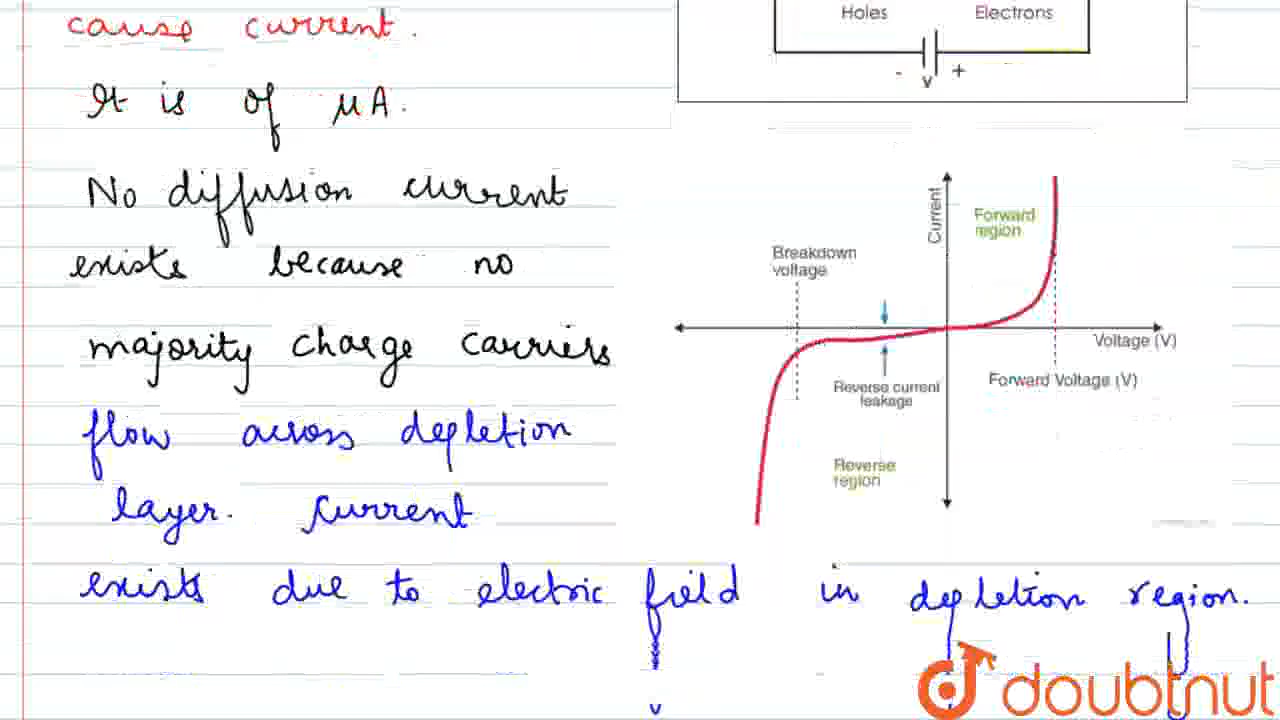 cause current.
It is of μA.
No diffusion current
exists because no
majority charge carriers
flow across depletion
layer. Current
exists due to electric field in depletion region.
Holes Electrons
- V +
Current
Forward
region
Breakdown
voltage
Voltage (V)
Forward Voltage (V)
Reverse current
leakage
Reverse
region
doubtnut